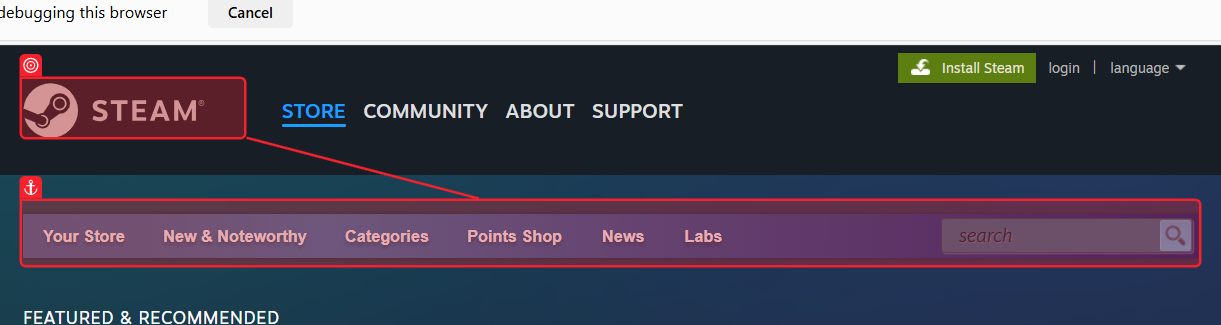 debugging this browser Cancel
Install Steam login | language
STEAM®
STORE COMMUNITY ABOUT SUPPORT
Your Store New & Noteworthy Categories Points Shop News Labs search
FEATURED & RECOMMENDED